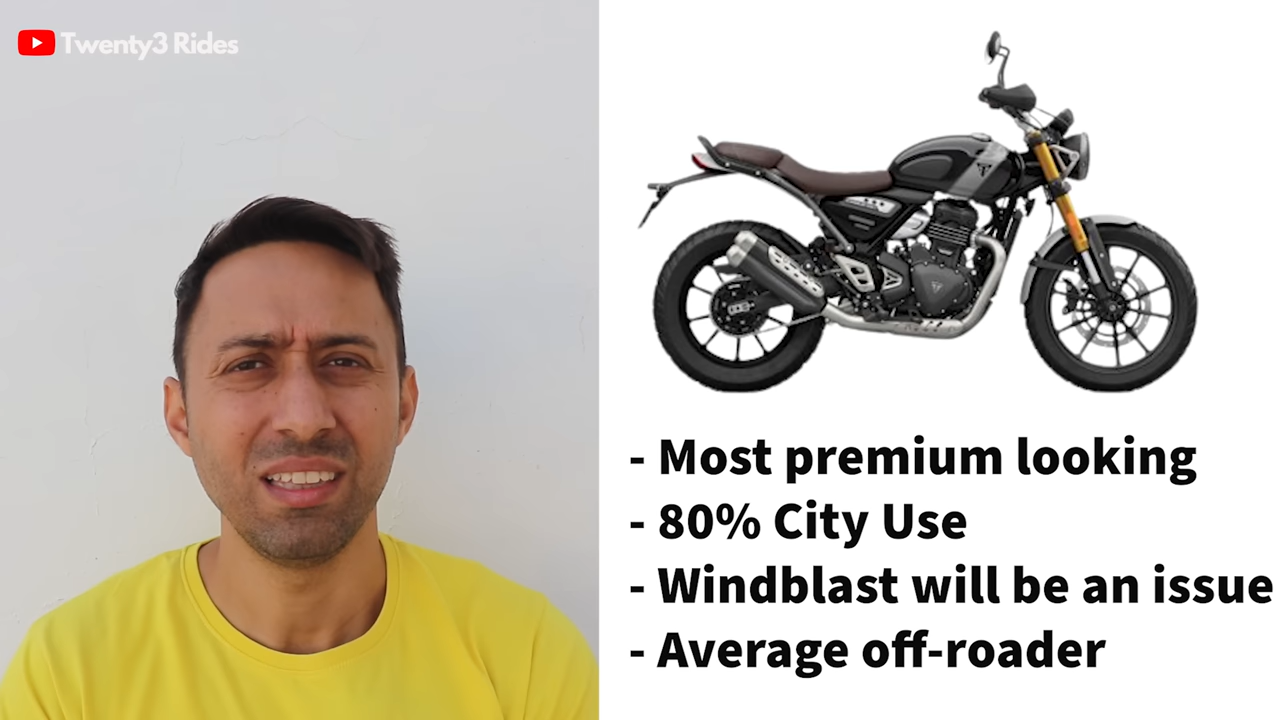 Twenty3 Rides
- Most premium looking
- 80% City Use
- Windblast will be an issue
- Average off-roader